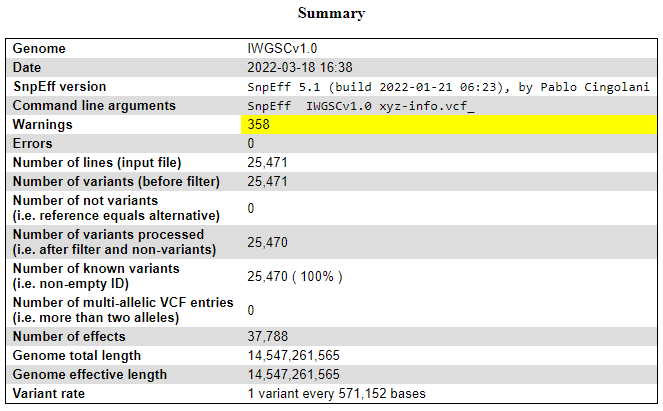 Summary
Genome IWGSCv1.0
Date 2022-03-18 16:38
SnpEff version SnpEff 5.1 (build 2022-01-21 06:23), by Pablo Cingolani
Command line arguments SnpEff  IWGSCv1.0 xyz-info.vcf_
Warnings 358
Errors 0
Number of lines (input file) 25,471
Number of variants (before filter) 25,471
Number of not variants
(i.e. reference equals alternative) 0
Number of variants processed
(i.e. after filter and non-variants) 25,470
Number of known variants
(i.e. non-empty ID) 25,470 ( 100% )
Number of multi-allelic VCF entries
(i.e. more than two alleles) 0
Number of effects 37,788
Genome total length 14,547,261,565
Genome effective length 14,547,261,565
Variant rate 1 variant every 571,152 bases